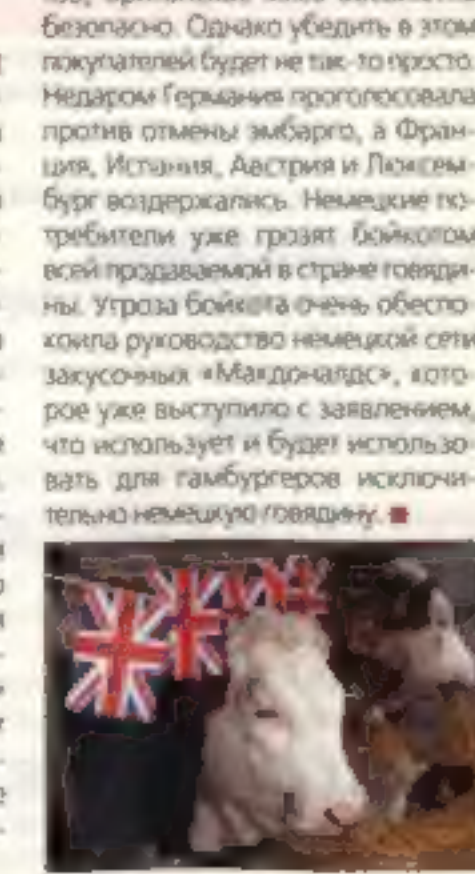 безопасно. Однако убедить в этом
покупателей будет не так-то просто.
Недаром Германия проголосовала
против отмены эмбарго, а Фран-
ция, Испания, Австрия и Люксем-
бург воздержались. Немецкие по-
требители уже грозят бойкотом
всей продаваемой в стране говяди-
ны. Угроза бойкота очень обеспо-
коила руководство немецкой сети
закусочных «Макдоналдс», кото-
рое уже выступило с заявлением,
что использует и будет использо-
вать для гамбургеров исключи-
тельно немецкую говядину.